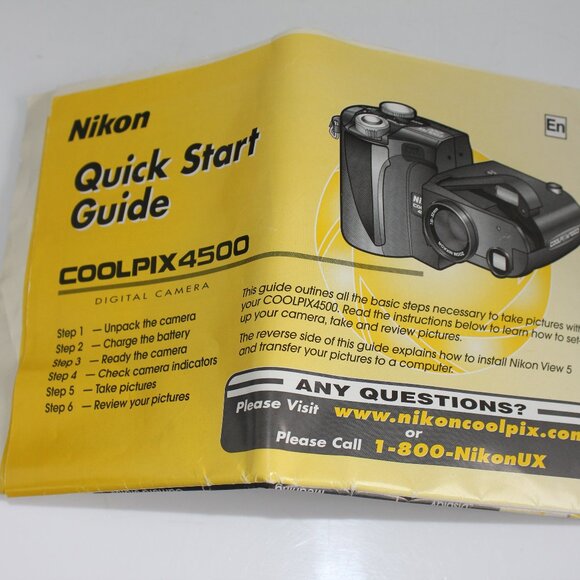 Nikon
Quick Start
Guide
COOLPIX4500
DIGITAL CAMERA
Step 1 — Unpack the camera
Step 2 — Charge the battery
Step 3 — Ready the camera
Step 4 — Check camera indicators
Step 5 — Take pictures
Step 6 — Review your pictures
En
This guide outines all the basic steps necessary to take pictures with
your COOLPIX4500. Read the instructions below to learn how to set-
up your camera, take and review pictures.
The reverse side of this guide explains how to install Nikon View 5
and transfer your pictures to a computer.
ANY QUESTIONS?
Please Visit www.nikoncoolpix.com
or
Please Call 1-800-NikonUX